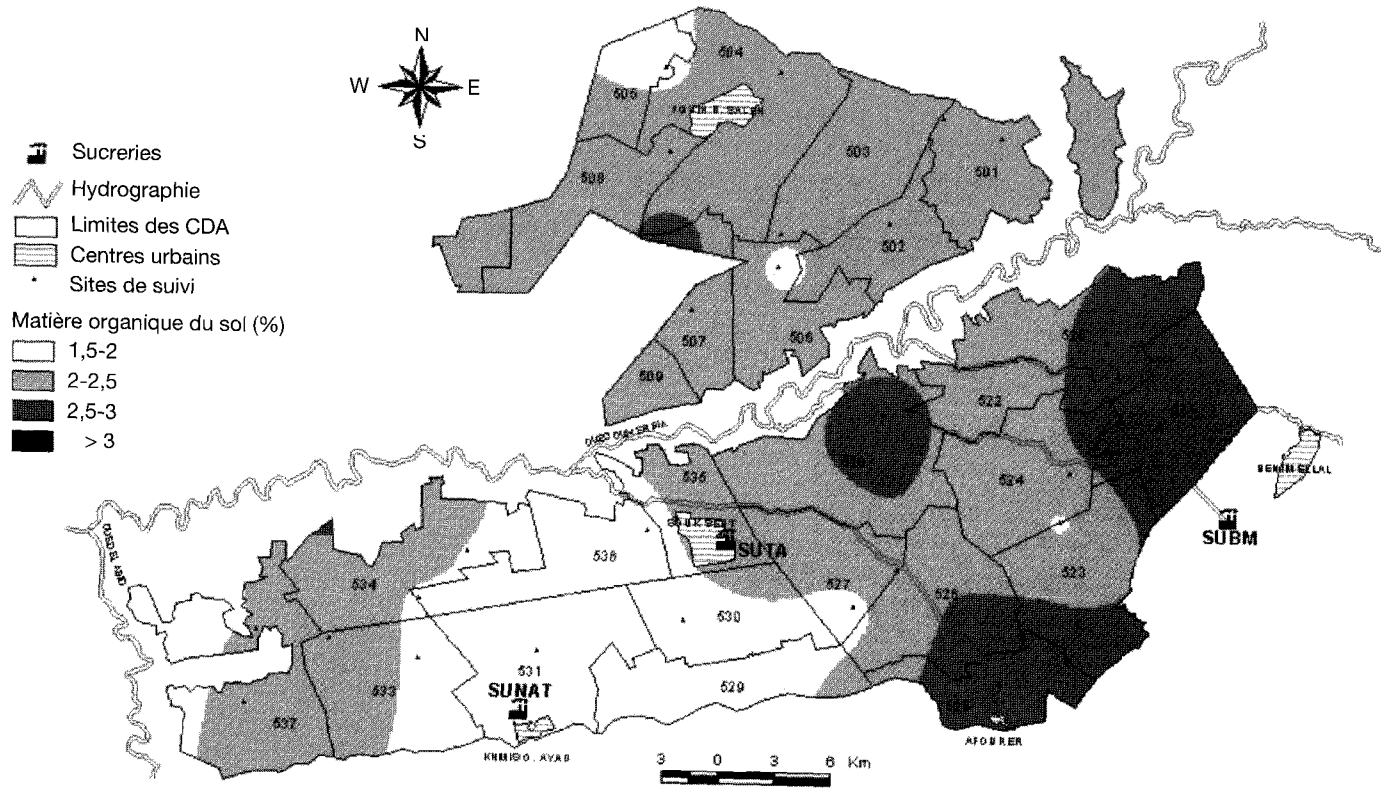 N
W
E
S
Sucreries
Hydrographie
Limites des CDA
Centres urbains
Sites de suivi
Matière organique du sol (%)
1,5-2
2-2,5
2,5-3
> 3
504
505
503
501
508
502
507
506
509
522
524
536
SUTA
SUBM
523
534
538
527
525
530
531
533
SUNAT
529
537
AFOURER
3 0 3 6 Km